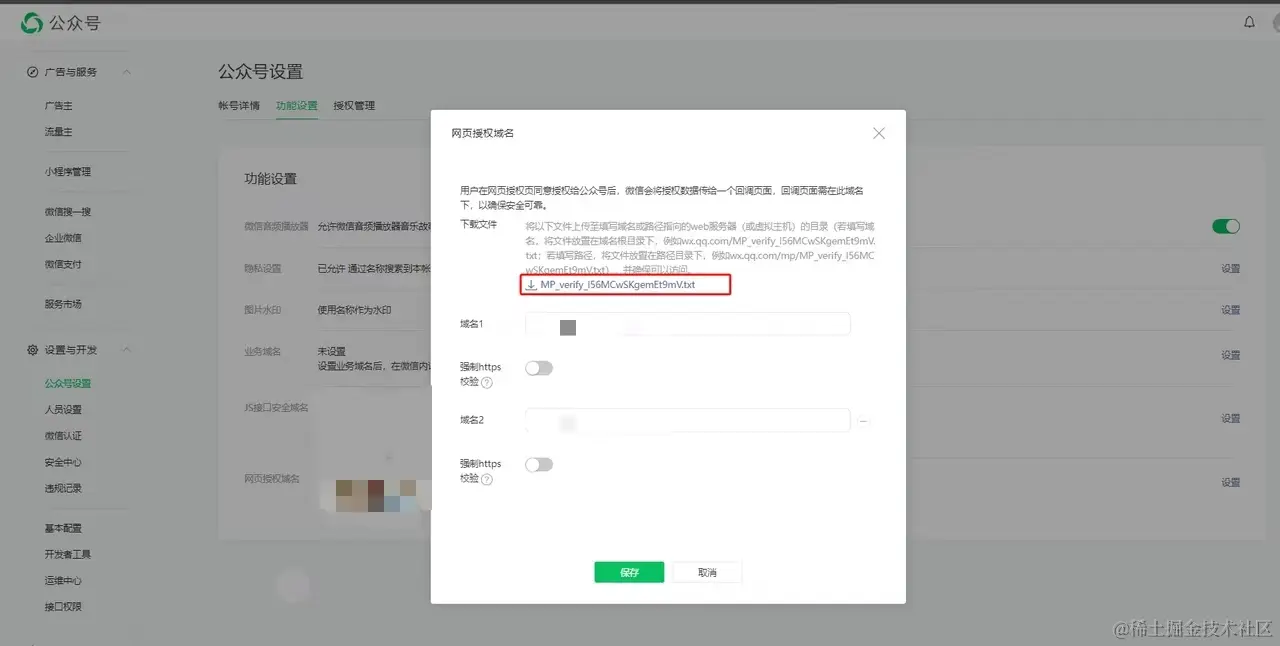 公众号
广告与服务
广告主
流量主
小程序管理
微信搜一搜
企业微信
微信支付
服务市场
设置与开发
公众号设置
人员设置
微信认证
安全中心
违规记录
基本配置
开发者工具
运维中心
接口权限
公众号设置
帐号详情 功能设置 授权管理
功能设置
微信音频播放器 允许微信音频播放器音乐故
隐私设置 已允许 通过名称搜索到本帐 设置
图片水印 使用名称作为水印 设置
业务域名 未设置 设置
设置业务域名后，在微信内
JS接口安全域名 设置
网页授权域名 设置
网页授权域名
用户在网页授权页同意授权给公众号后，微信会将授权数据传给一个回调页面，回调页面需在此域名
下，以确保安全可靠。
下载文件
将以下文件上传至填写域名或路径指向的web服务器（或虚拟主机）的目录（若填写域
名，将文件放置在域名根目录下，例如wx.qq.com/MP_verify_I56MCwSKgemEt9mV.
txt；若填写路径，将文件放置在路径目录下，例如wx.qq.com/mp/MP_verify_I56MC
wSKgemEt9mV.txt），并确保可以访问。
MP_verify_I56MCwSKgemEt9mV.txt
域名1
强制https
校验 ?
域名2
强制https
校验 ?
保存 取消
@稀土掘金技术社区